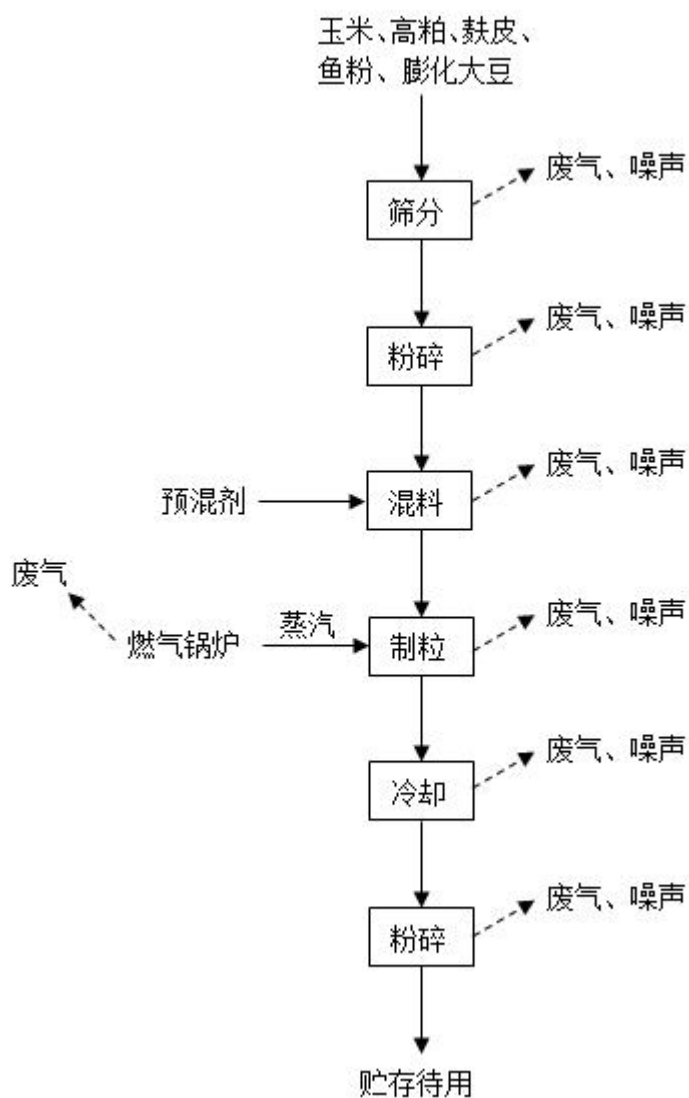 玉米、高粕、麸皮、
鱼粉、膨化大豆
废气、噪声
筛分
废气、噪声
粉碎
废气、噪声
预混剂
混料
废气
废气、噪声
蒸汽
燃气锅炉
制粒
废气、噪声
冷却
废气、噪声
粉碎
贮存待用